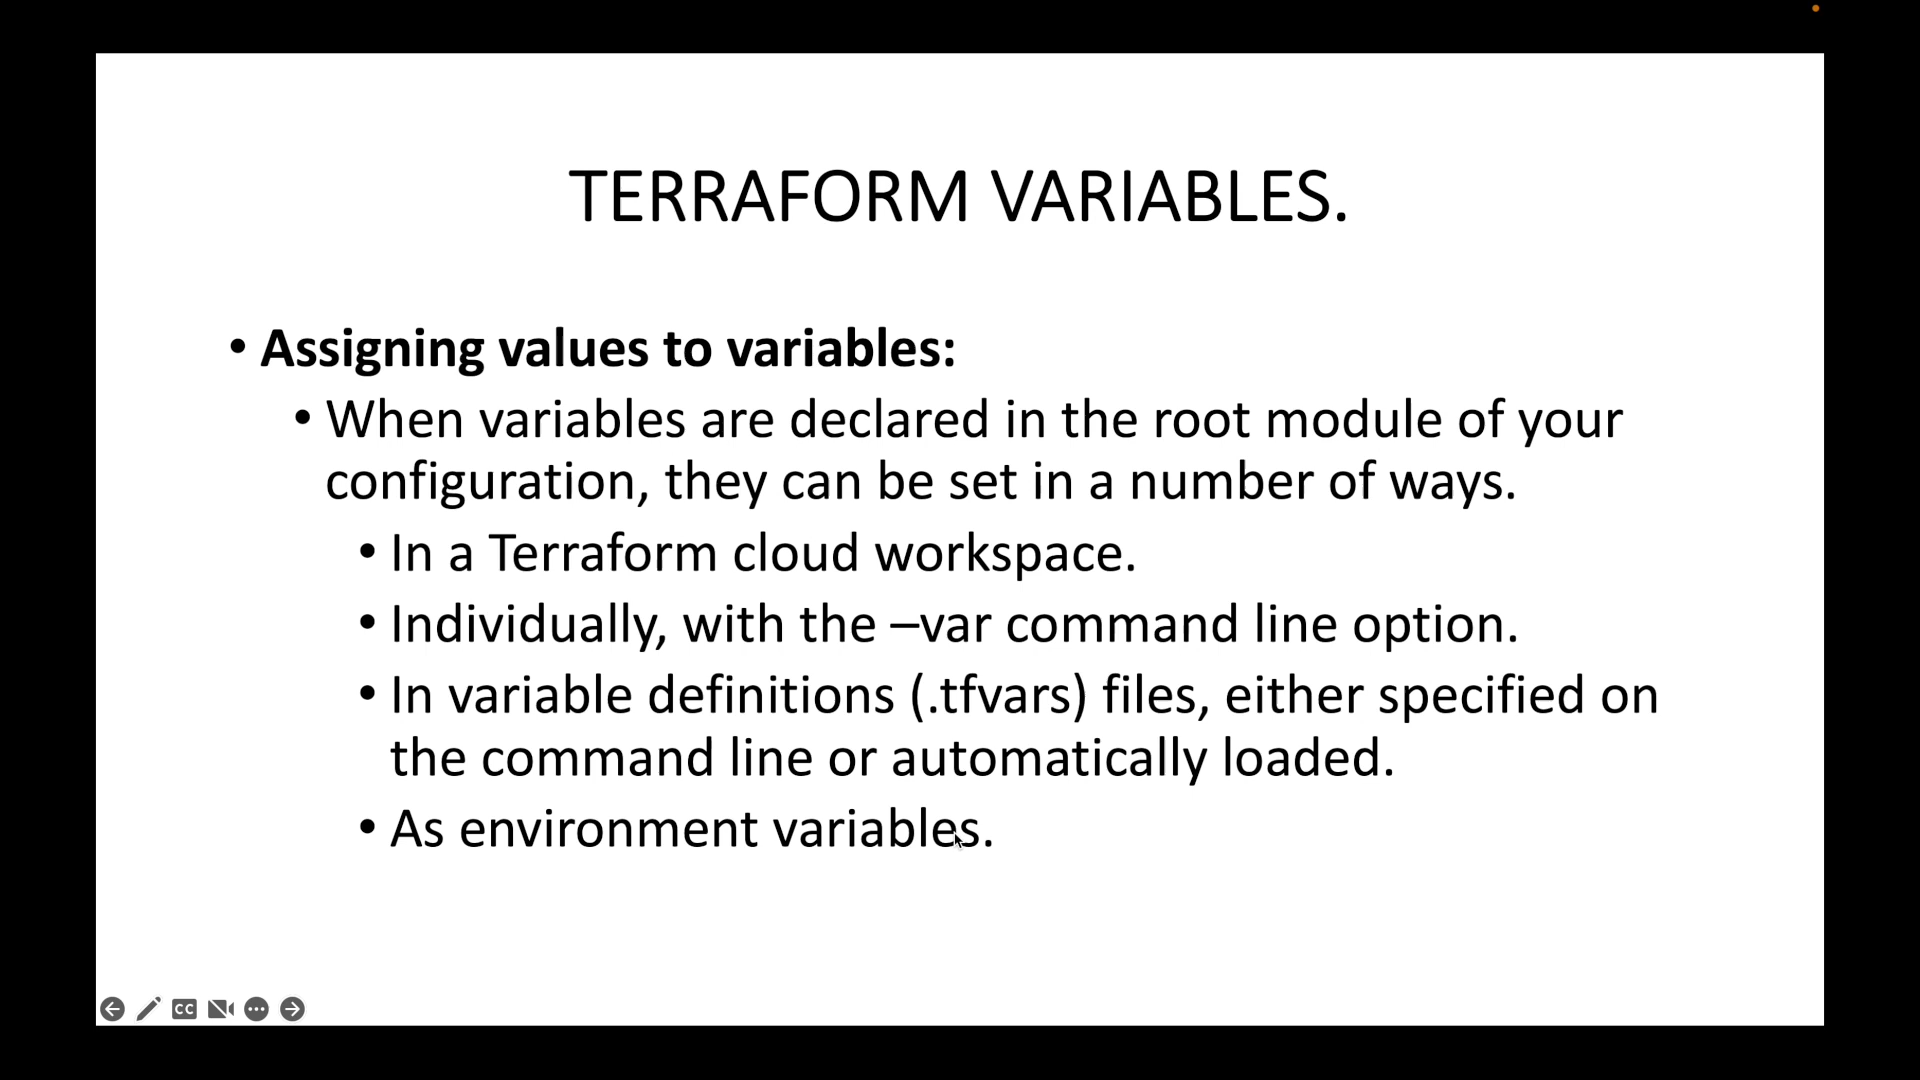 TERRAFORM VARIABLES.
• Assigning values to variables:
• When variables are declared in the root module of your
configuration, they can be set in a number of ways.
• In a Terraform cloud workspace.
• Individually, with the –var command line option.
• In variable definitions (.tfvars) files, either specified on
the command line or automatically loaded.
• As environment variables.
CC